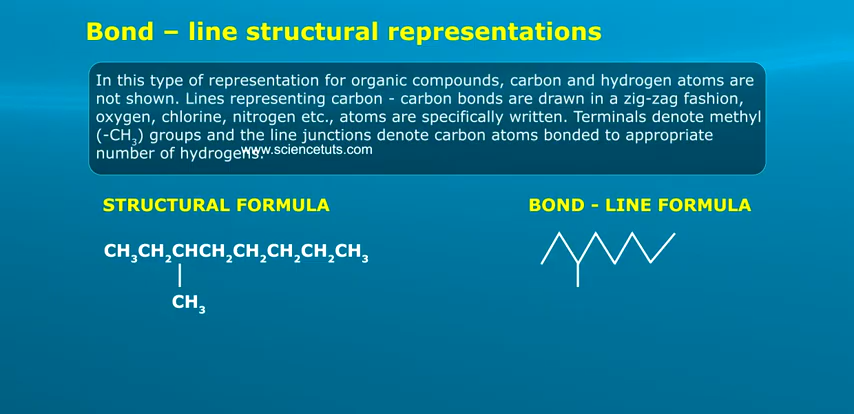 Bond – line structural representations
In this type of representation for organic compounds, carbon and hydrogen atoms are
not shown. Lines representing carbon - carbon bonds are drawn in a zig-zag fashion,
oxygen, chlorine, nitrogen etc., atoms are specifically written. Terminals denote methyl
(-CH₃) groups and the line junctions denote carbon atoms bonded to appropriate
number of hydrogens.
www.sciencetuts.com
STRUCTURAL FORMULA
BOND - LINE FORMULA
CH₃CH₂CHCH₂CH₂CH₂CH₂CH₃
CH₃